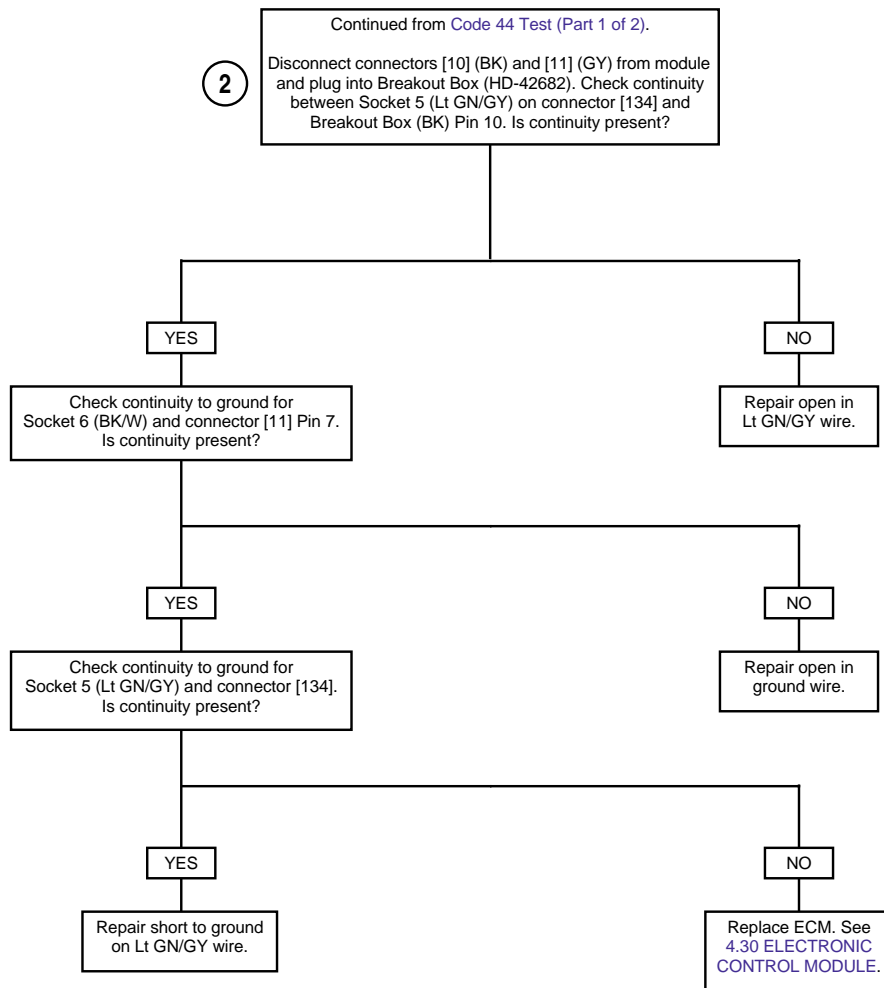 Continued from Code 44 Test (Part 1 of 2).
2
Disconnect connectors [10] (BK) and [11] (GY) from module
and plug into Breakout Box (HD-42682). Check continuity
between Socket 5 (Lt GN/GY) on connector [134] and
Breakout Box (BK) Pin 10. Is continuity present?
YES
NO
Check continuity to ground for
Socket 6 (BK/W) and connector [11] Pin 7.
Is continuity present?
Repair open in
Lt GN/GY wire.
YES
NO
Check continuity to ground for
Socket 5 (Lt GN/GY) and connector [134].
Is continuity present?
Repair open in
ground wire.
YES
NO
Repair short to ground
on Lt GN/GY wire.
Replace ECM. See
4.30 ELECTRONIC
CONTROL MODULE.